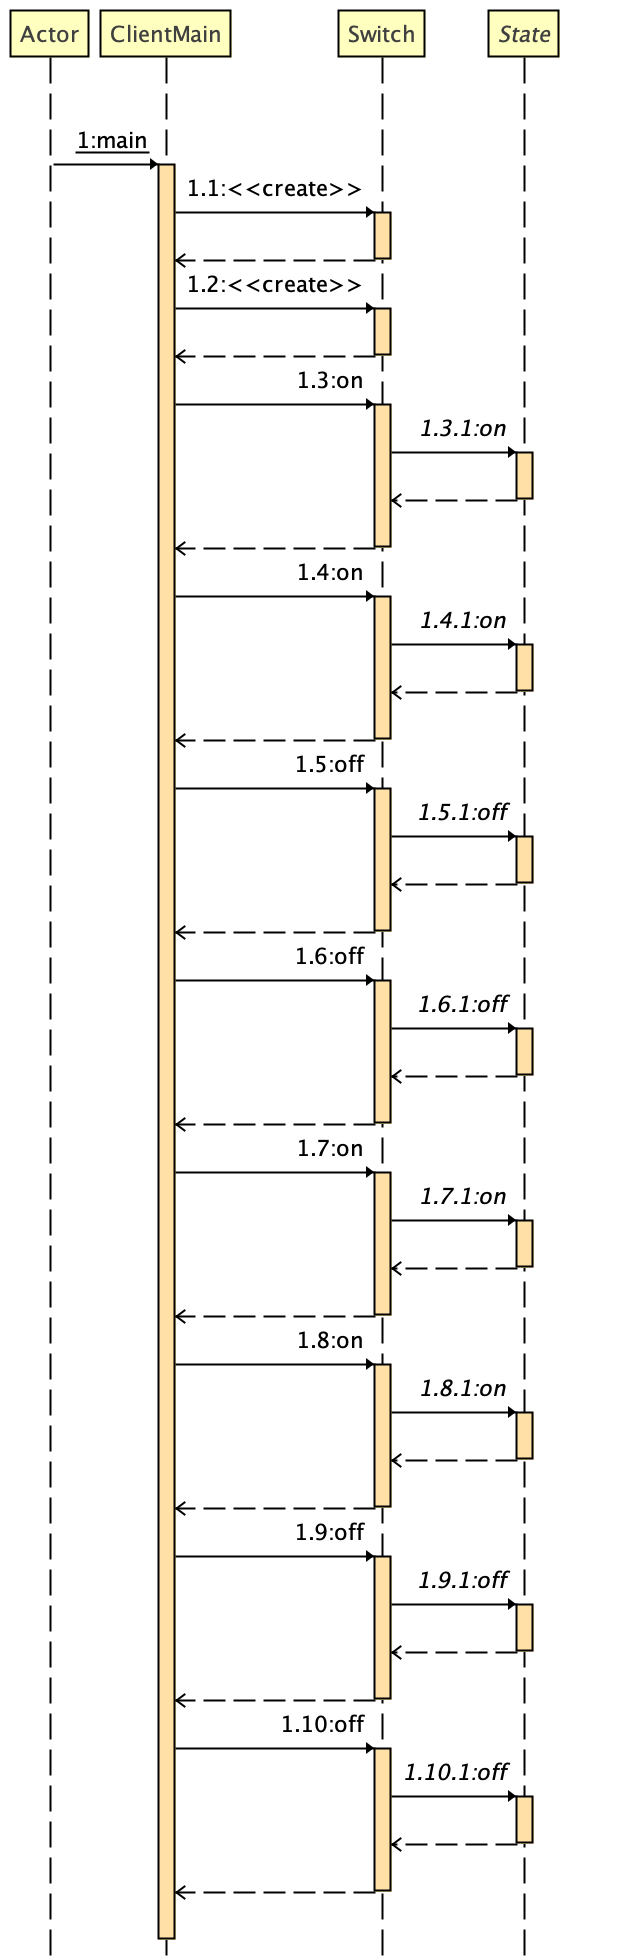 Actor ClientMain Switch State
1:main
1.1:<<create>>
1.2:<<create>>
1.3:on
1.3.1:on
1.4:on
1.4.1:on
1.5:off
1.5.1:off
1.6:off
1.6.1:off
1.7:on
1.7.1:on
1.8:on
1.8.1:on
1.9:off
1.9.1:off
1.10:off
1.10.1:off